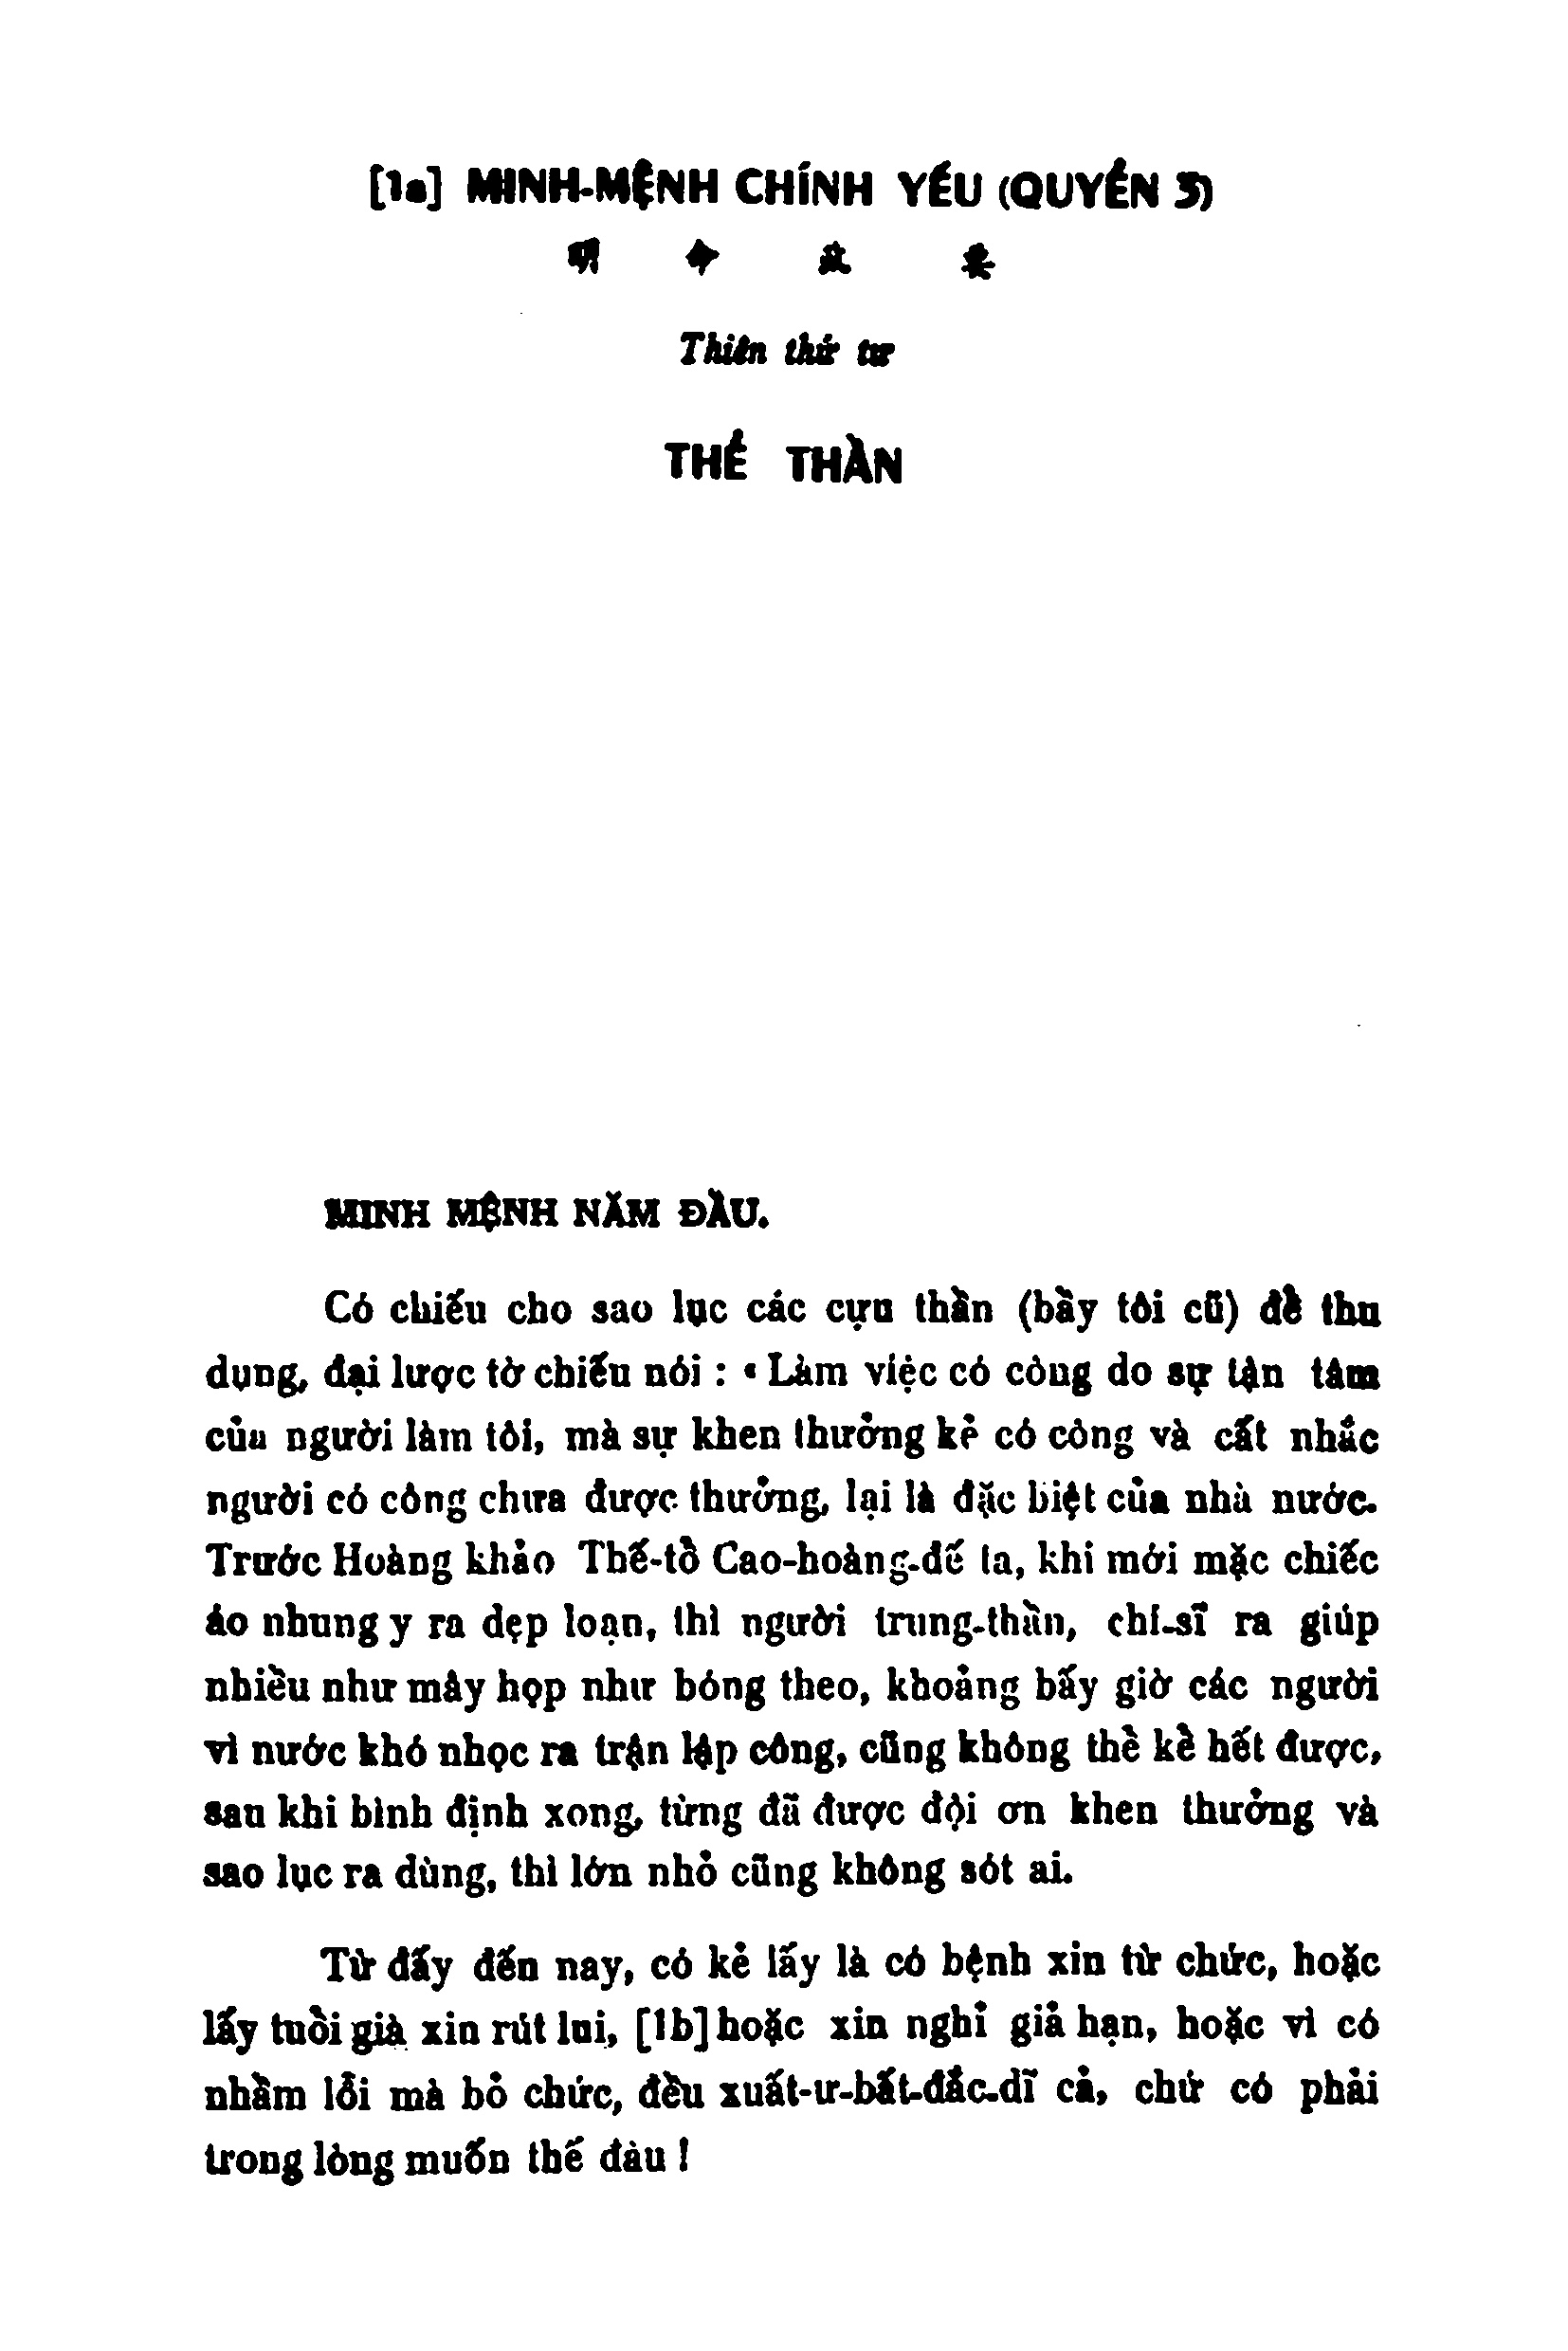 [1a] MINH-MỆNH CHÍNH YẾU (QUYỂN 5)
明 命 政 要
Thiên thứ tư
THỂ THẦN
MINH MỆNH NĂM ĐẦU.
Có chiếu cho sao lục các cựu thần (bầy tôi cũ) để thu
dụng, đại lược tờ chiếu nói : « Làm việc có công do sự tận tâm
của người làm tôi, mà sự khen thưởng kẻ có công và cất nhắc
người có công chưa được thưởng, lại là đặc biệt của nhà nước.
Trước Hoàng khảo Thế-tổ Cao-hoàng-đế ta, khi mới mặc chiếc
áo nhung y ra dẹp loạn, thì người trung-thần, chí-sĩ ra giúp
nhiều như mây họp như bóng theo, khoảng bấy giờ các người
vì nước khó nhọc ra trận lập công, cũng không thể kể hết được,
sau khi bình định xong, từng đã được đội ơn khen thưởng và
sao lục ra dùng, thì lớn nhỏ cũng không sót ai.
Từ đấy đến nay, có kẻ lấy là có bệnh xin từ chức, hoặc
lấy tuổi già xin rút lui, [1b] hoặc xin nghỉ giả hạn, hoặc vì có
nhầm lỗi mà bỏ chức, đều xuất-ư-bất-đắc-dĩ cả, chứ có phải
trong lòng muốn thế đâu !